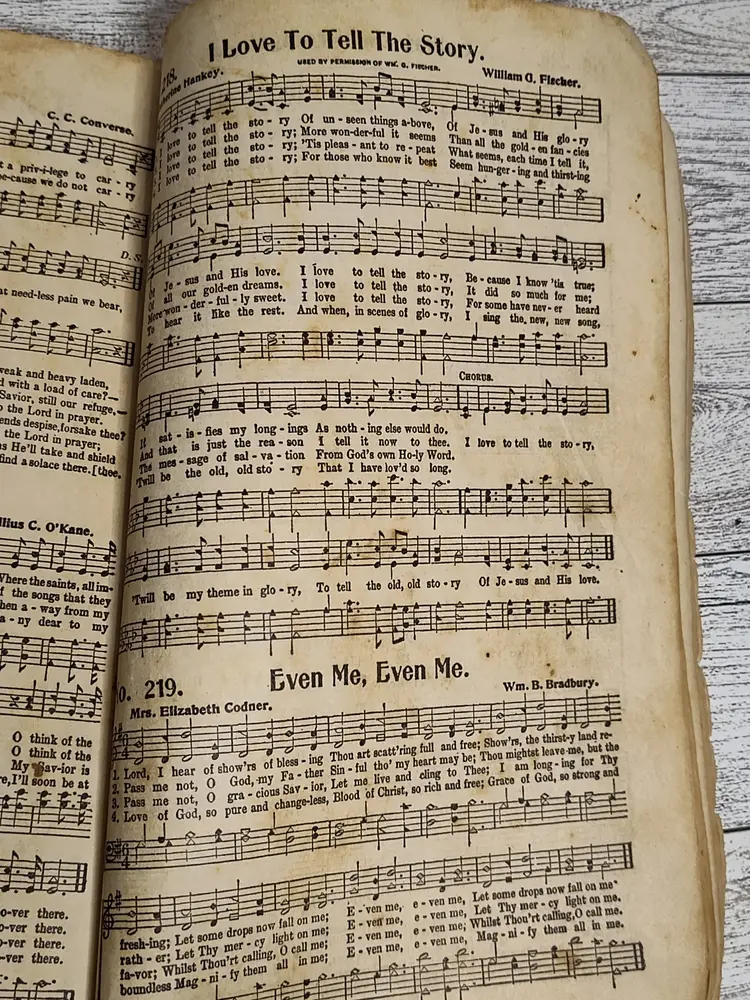 C. C. Converse.
t a priv-i-lege to car - ry
be-cause we do not car - ry
D. S.
at need-less pain we bear,
weak and beavy laden,
d with a load of care?—
Savior, still our refuge,—
o the Lord in prayer.
ends despise,forsake thee?
the Lord in prayer;
s He'll take and shield
find a solace there.[thee.
llius C. O'Kane.
Where the saints, all im-
f the songs that they
hen a - way from my
a - ny dear to my
O think of the
O think of the
My Sav-ior is
re,I'll soon be at
o-ver there.
o-ver there.
-ver there.
-ver there.
218.
I Love To Tell The Story.
USED BY PERMISSION OF WM. G. FISCHER.
therine Hankey.
William G. Fischer.
I love to tell the sto - ry Of un - seen things a-bove, Of Je - sus and His glo - ry
I love to tell the sto - ry; More won-der-ful it seems Than all the gold - en fan - cies
I love to tell the sto - ry; 'Tis pleas - ant to re - peat What seems, each time I tell it,
I love to tell the sto - ry; For those who know it best Seem hun-ger - ing and thirst-ing
Of Je - sus and His love. I love to tell the sto - ry, Be - cause I know 'tis true;
Of all our gold-en dreams. I love to tell the sto - ry, It did so much for me;
More won - der - ful - ly sweet. I love to tell the sto - ry, For some have nev - er heard
To hear it like the rest. And when, in scenes of glo - ry, I sing the new, new song,
CHORUS.
It sat - is - fies my long - ings As noth - ing else would do.
And that is just the rea - son I tell it now to thee. I love to tell the sto - ry,
The mes - sage of sal - va - tion From God's own Ho-ly Word.
'Twill be the old, old sto - ry That I have lov'd so long.
'Twill be my theme in glo - ry, To tell the old, old sto - ry Of Je - sus and His love.
o. 219.
Even Me, Even Me.
Mrs. Elizabeth Codner.
Wm. B. Bradbury.
1. Lord, I hear of show'rs of bless - ing Thou art scatt'ring full and free; Show'rs, the thirst-y land re-
2. Pass me not, O God, my Fa - ther Sin - ful tho' my heart may be; Thou mightst leave me, but the
3. Pass me not, O gra - cious Sav - ior, Let me live and cling to Thee; I am long - ing for Thy
4. Love of God, so pure and change-less, Blood of Christ, so rich and free; Grace of God, so strong and
fresh-ing; Let some drops now fall on me; E - ven me, e - ven me, Let some drops now fall on me.
rath - er; Let Thy mer - cy light on me; E - ven me, e - ven me, Let Thy mer - cy light on me.
fa-vor; Whilst Thou'rt calling, O call me; E - ven me, e - ven me; Whilst Thou'rt calling, O call me.
boundless Mag - ni - fy them all in me; E - ven me, e - ven me, Mag - ni - fy them all in me.